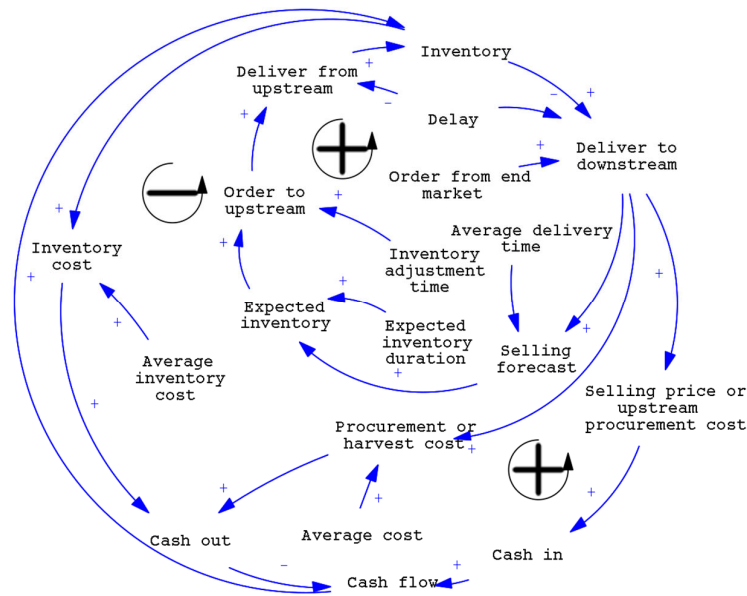 Inventory
Deliver from
upstream
Delay
Deliver to
downstream
Order from end
market
Order to
upstream
Average delivery
time
Inventory
cost
Inventory
adjustment
time
Expected
inventory
Expected
inventory
duration
Selling
forecast
Average
inventory
cost
Selling price or
upstream
procurement cost
Procurement or
harvest cost
Average cost
Cash out
Cash in
Cash flow